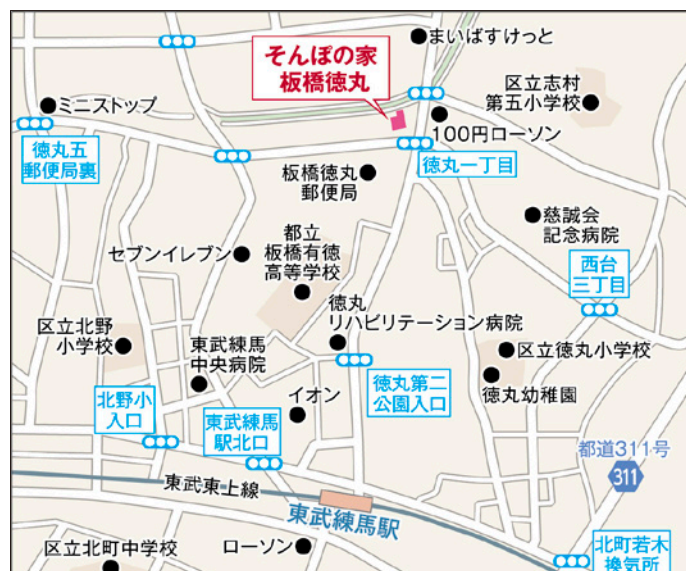 まいばすけっと
そんぽの家
板橋徳丸
区立志村
第五小学校
ミニストップ
100円ローソン
徳丸五
郵便局裏
徳丸一丁目
板橋徳丸
郵便局
慈誠会
記念病院
都立
板橋有徳
高等学校
セブンイレブン
西台
三丁目
徳丸
リハビリテーション病院
区立北野
小学校
東武練馬
中央病院
区立徳丸小学校
徳丸第二
公園入口
徳丸幼稚園
北野小
入口
イオン
東武練馬
駅北口
都道311号
311
東武東上線
東武練馬駅
区立北町中学校
ローソン
北町若木
換気所